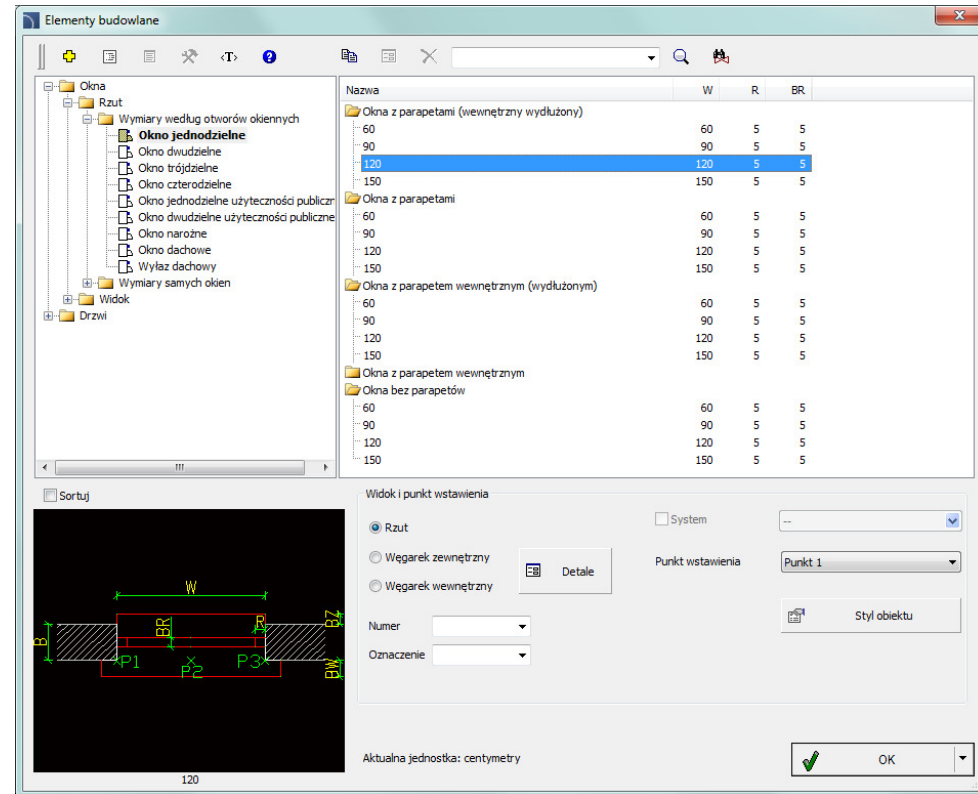 Elementy budowlane
<T>
Okna
Rzut
Wymiary według otworów okiennych
Okno jednodzielne
Okno dwudzielne
Okno trójdzielne
Okno czterodzielne
Okno jednodzielne użyteczności publiczr
Okno dwudzielne użyteczności publiczne
Okno narożne
Okno dachowe
Wyłaz dachowy
Wymiary samych okien
Widok
Drzwi
Nazwa W R BR
Okna z parapetami (wewnętrzny wydłużony)
60 60 5 5
90 90 5 5
120 120 5 5
150 150 5 5
Okna z parapetami
60 60 5 5
90 90 5 5
120 120 5 5
150 150 5 5
Okna z parapetem wewnętrznym (wydłużonym)
60 60 5 5
90 90 5 5
120 120 5 5
150 150 5 5
Okna z parapetem wewnętrznym
Okna bez parapetów
60 60 5 5
90 90 5 5
120 120 5 5
150 150 5 5
Sortuj
W
BR
R
BZ
B
P1
P2
P3
BW
120
Widok i punkt wstawienia
Rzut
Węgarek zewnętrzny
Węgarek wewnętrzny
Detale
System
--
Punkt wstawienia
Punkt 1
Styl obiektu
Numer
Oznaczenie
Aktualna jednostka: centymetry
OK